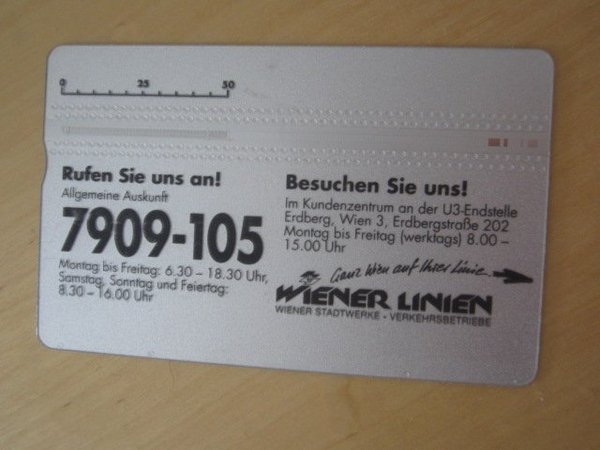 0 25 50
Rufen Sie uns an!
Allgemeine Auskunft
7909-105
Montag bis Freitag: 6.30 – 18.30 Uhr,
Samstag, Sonntag und Feiertag:
8.30 – 16.00 Uhr
Besuchen Sie uns!
Im Kundenzentrum an der U3-Endstelle
Erdberg, Wien 3, Erdbergstraße 202
Montag bis Freitag (werktags) 8.00 –
15.00 Uhr
Ganz Wien auf Ihrer Linie
WIENER LINIEN
WIENER STADTWERKE - VERKEHRSBETRIEBE